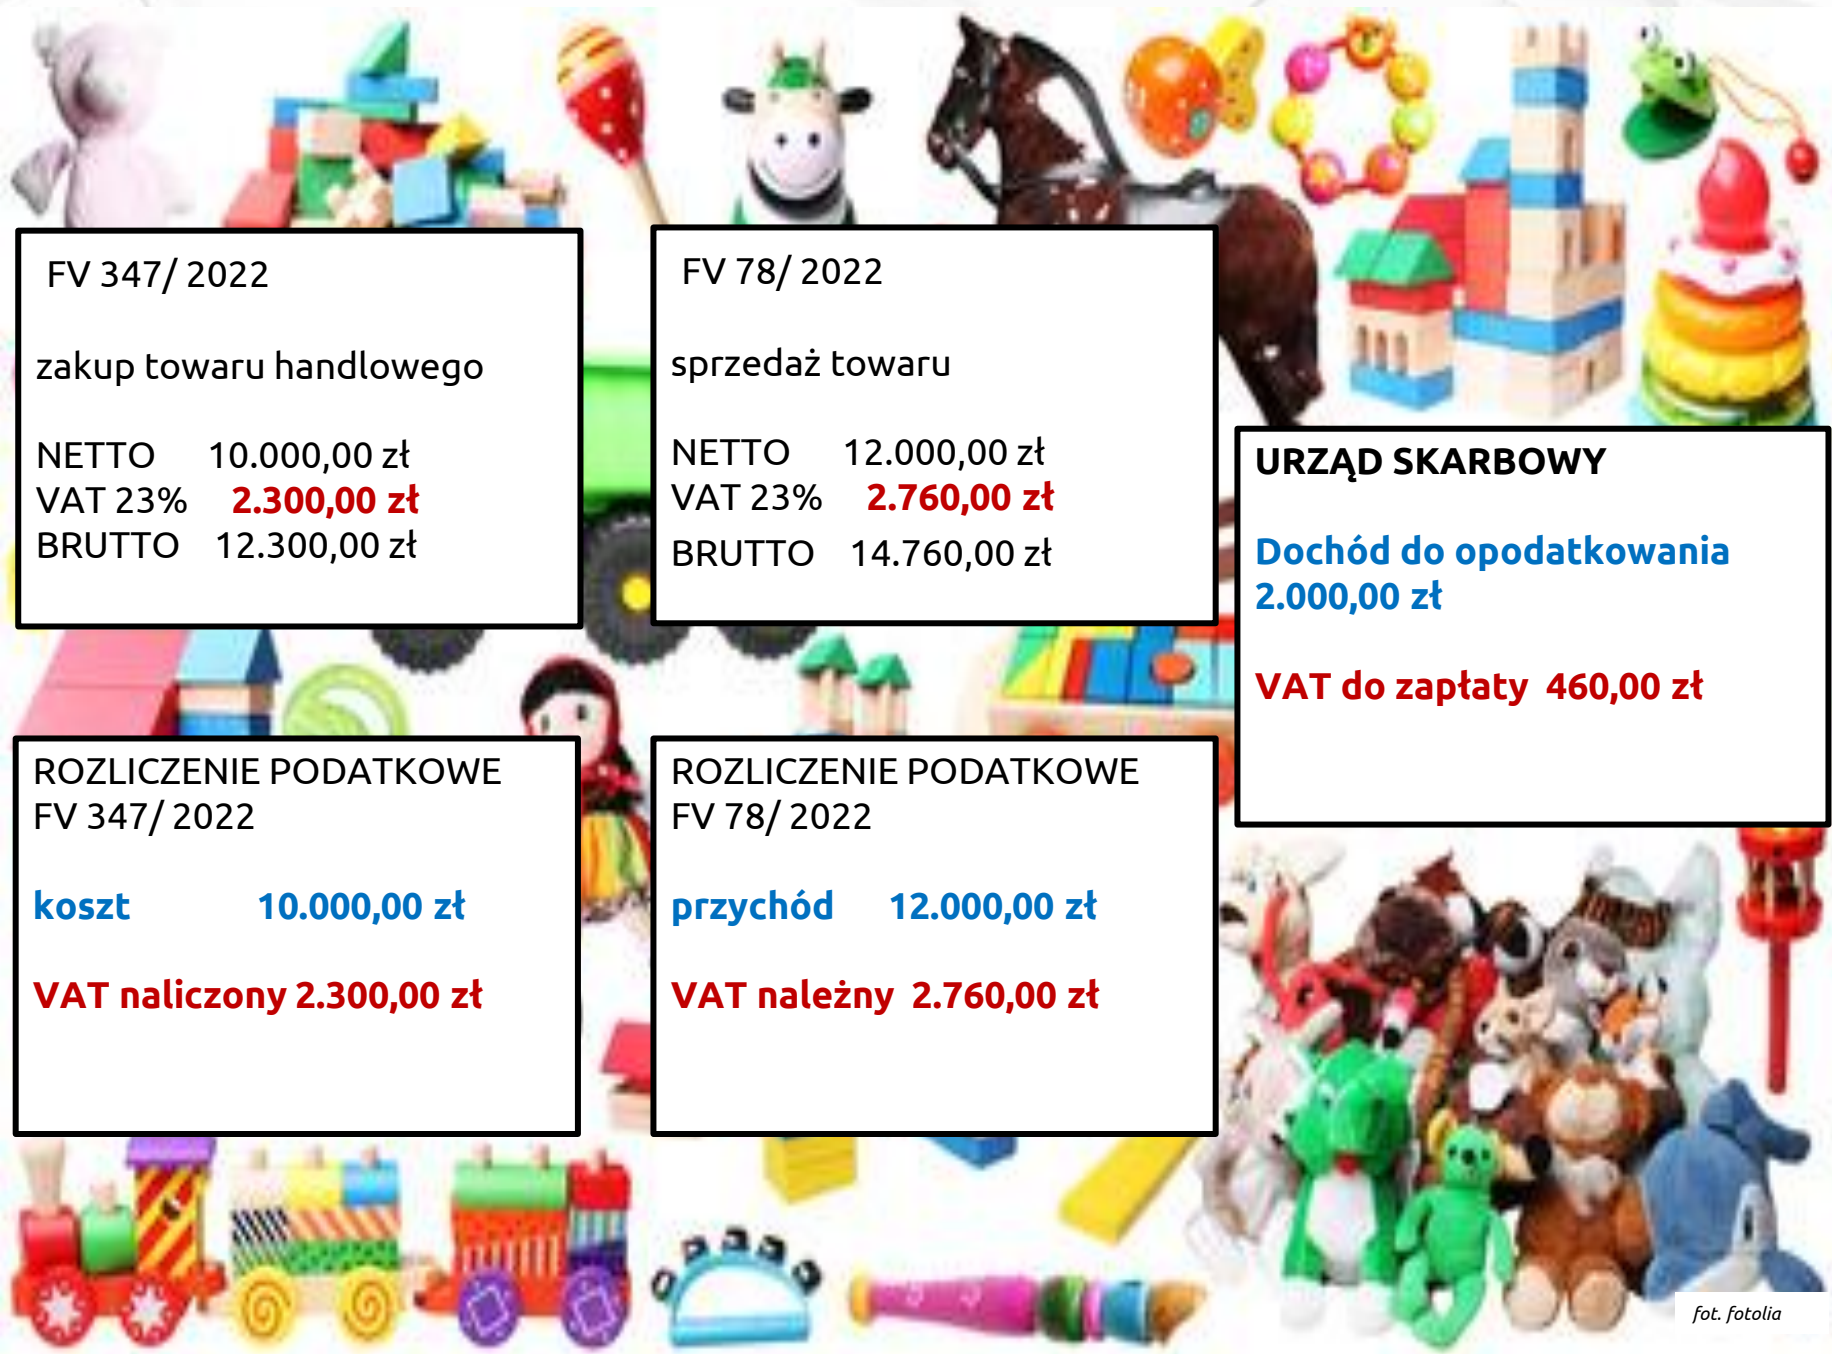 FV 347/ 2022
zakup towaru handlowego
NETTO 10.000,00 zł
VAT 23% 2.300,00 zł
BRUTTO 12.300,00 zł
FV 78/ 2022
sprzedaż towaru
NETTO 12.000,00 zł
VAT 23% 2.760,00 zł
BRUTTO 14.760,00 zł
URZĄD SKARBOWY
Dochód do opodatkowania
2.000,00 zł
VAT do zapłaty 460,00 zł
ROZLICZENIE PODATKOWE
FV 347/ 2022
koszt 10.000,00 zł
VAT naliczony 2.300,00 zł
ROZLICZENIE PODATKOWE
FV 78/ 2022
przychód 12.000,00 zł
VAT należny 2.760,00 zł
fot. fotolia